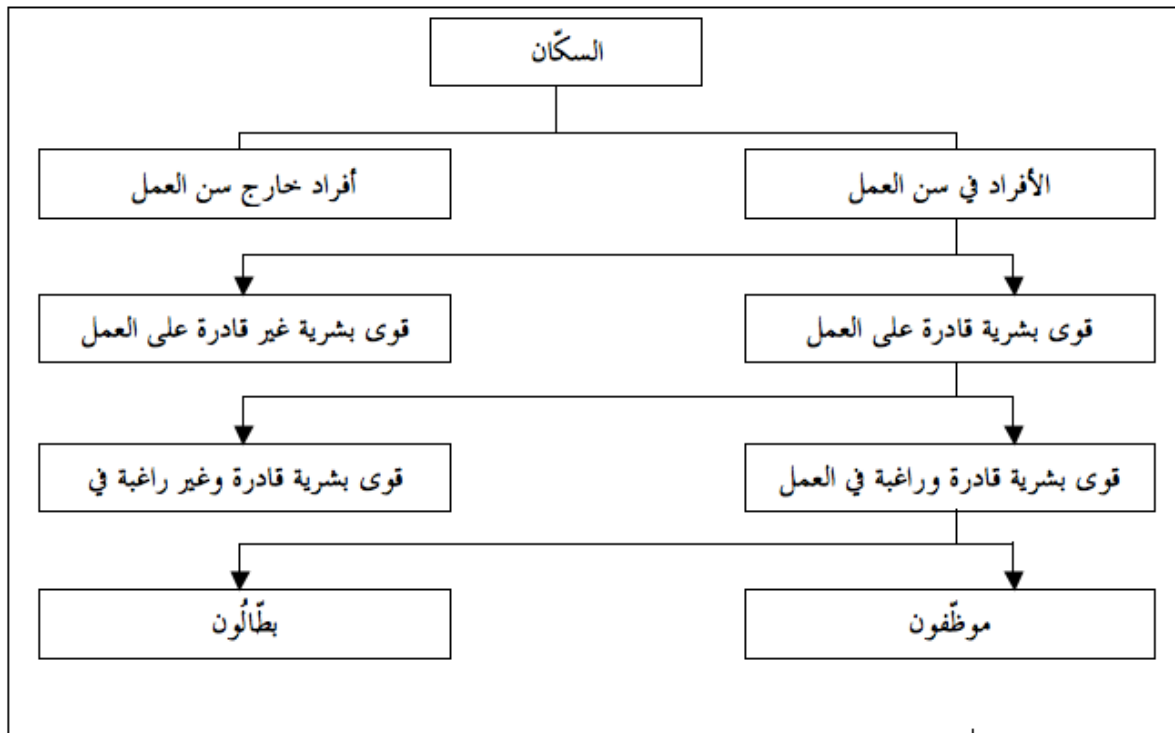 السكّان
الأفراد في سن العمل
أفراد خارج سن العمل
قوى بشرية قادرة على العمل
قوى بشرية غير قادرة على العمل
قوى بشرية قادرة وراغبة في العمل
قوى بشرية قادرة وغير راغبة في
موظّفون
بطّالُون